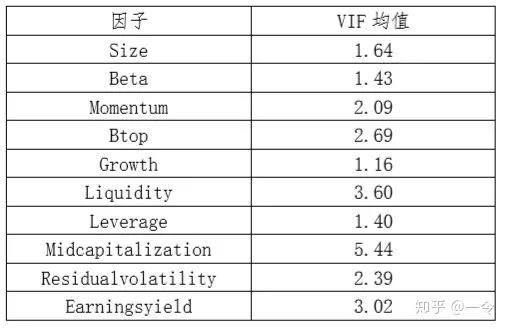 因子 VIF 均值
Size 1.64
Beta 1.43
Momentum 2.09
Btop 2.69
Growth 1.16
Liquidity 3.60
Leverage 1.40
Midcapitalization 5.44
Residualvolatility 2.39
Earningsyield 3.02
知乎 @一令